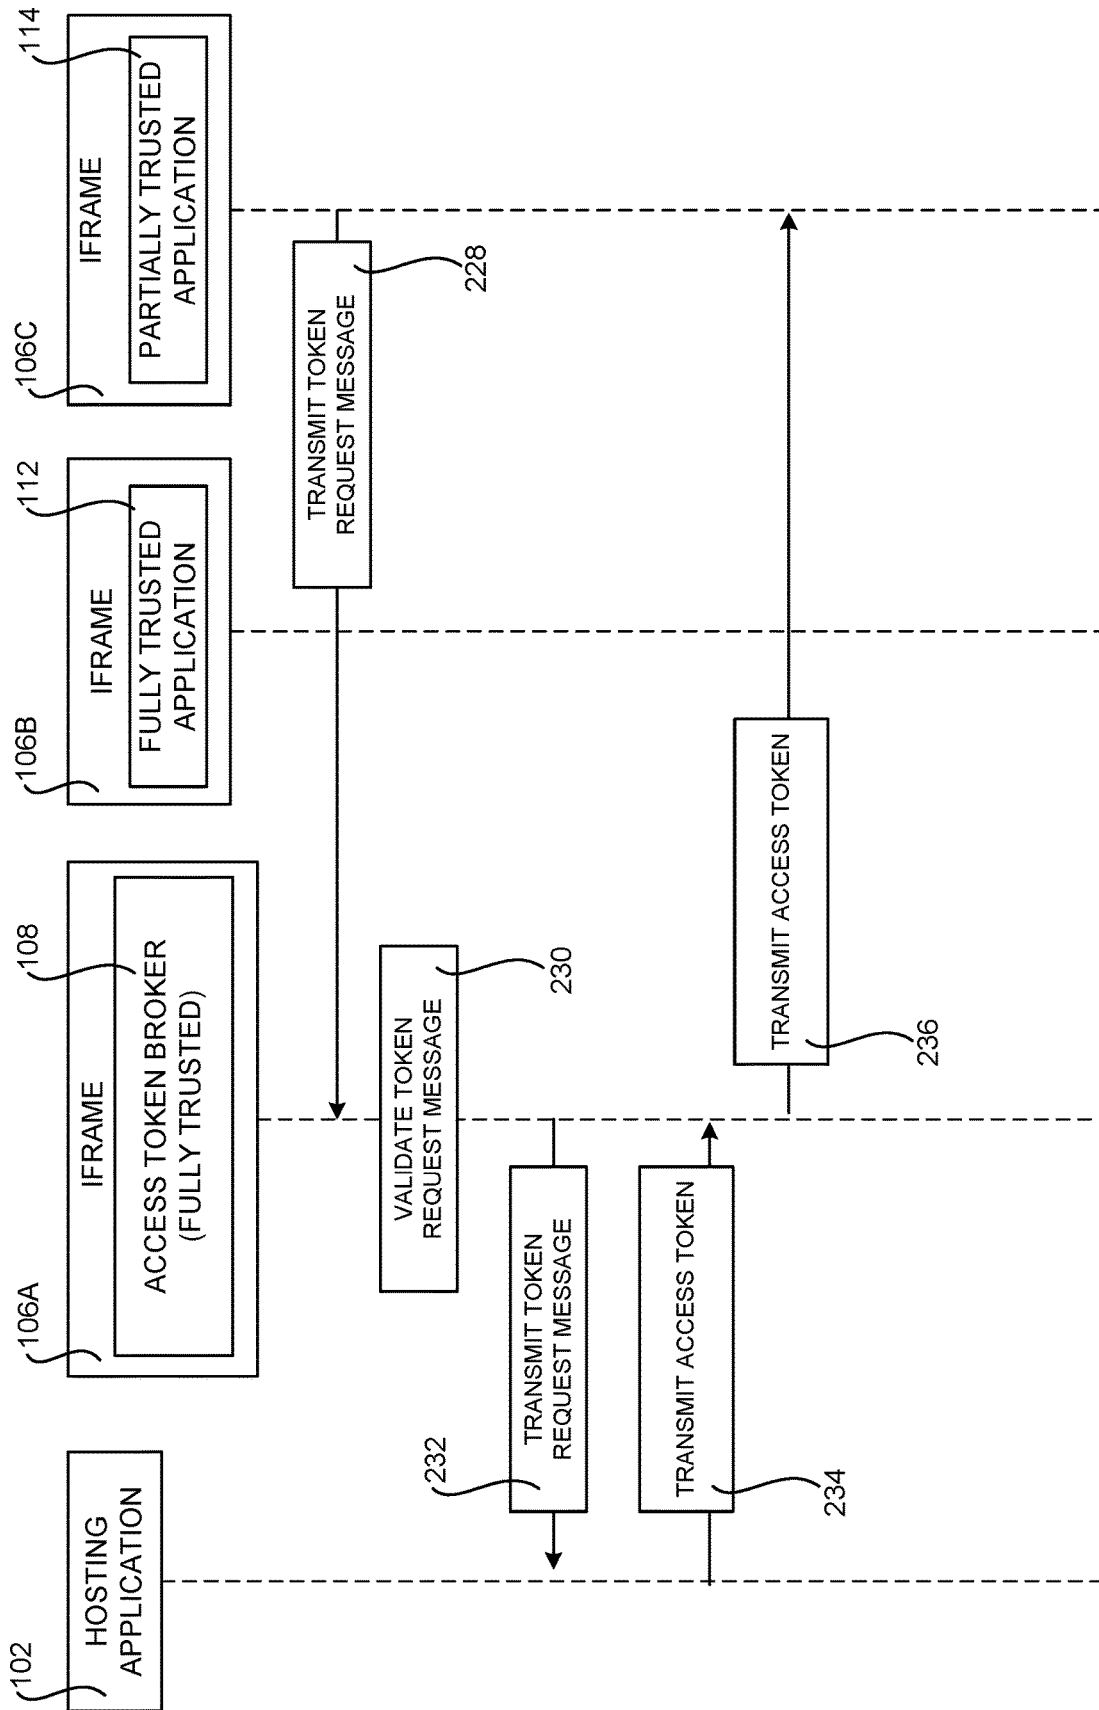 102
HOSTING
APPLICATION
106A
IFRAME
108
ACCESS TOKEN BROKER
(FULLY TRUSTED)
106B
IFRAME
112
FULLY TRUSTED
APPLICATION
106C
IFRAME
114
PARTIALLY TRUSTED
APPLICATION
TRANSMIT TOKEN
REQUEST MESSAGE
228
VALIDATE TOKEN
REQUEST MESSAGE
230
232
TRANSMIT TOKEN
REQUEST MESSAGE
TRANSMIT ACCESS TOKEN
234
TRANSMIT ACCESS TOKEN
236